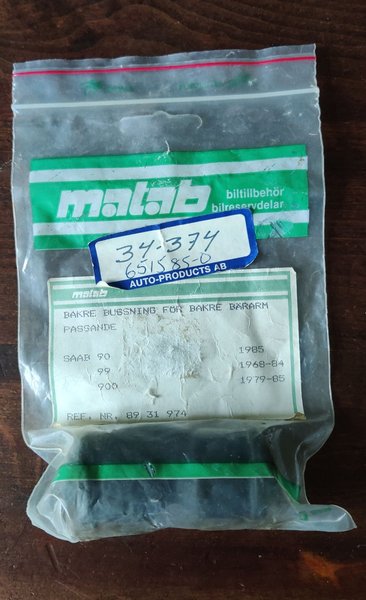 matab
biltillbehör
bilreservdelar
34-374
651585-0
AUTO-PRODUCTS AB
matab
BAKRE BUSSNING FÖR BAKRE BÄRARM
PASSANDE
SAAB 90 1985
99 1968-84
900 1979-85
REF. NR. 89 31 974